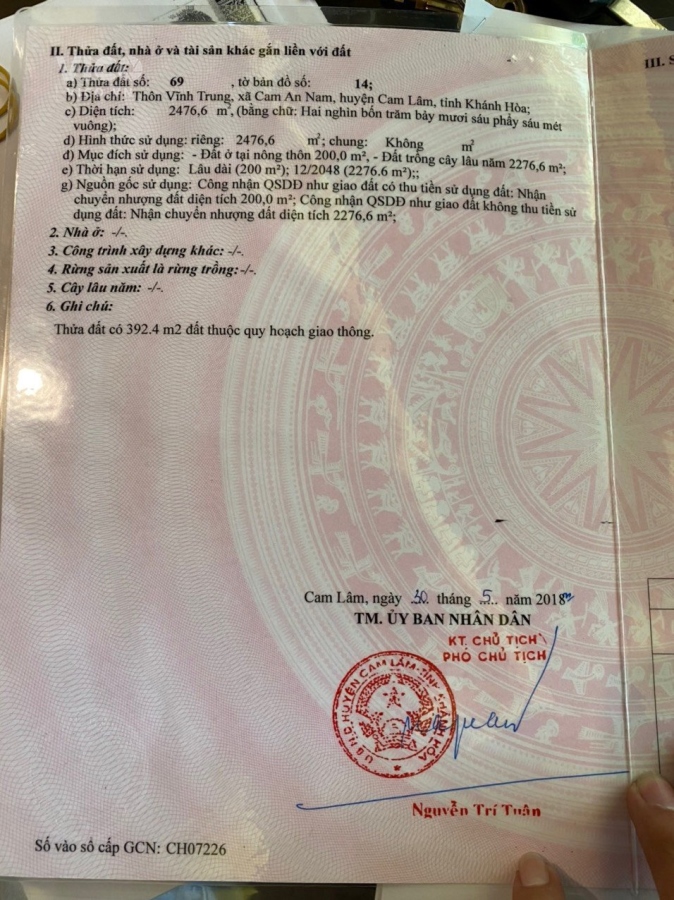 II. Thửa đất, nhà ở và tài sản khác gắn liền với đất
III. S
1. Thửa đất:
a) Thửa đất số: 69 , tờ bản đồ số: 14;
b) Địa chỉ: Thôn Vĩnh Trung, xã Cam An Nam, huyện Cam Lâm, tỉnh Khánh Hòa;
c) Diện tích: 2476,6 m², (bằng chữ: Hai nghìn bốn trăm bảy mươi sáu phẩy sáu mét
vuông);
d) Hình thức sử dụng: riêng: 2476,6 m²; chung: Không m²
đ) Mục đích sử dụng: - Đất ở tại nông thôn 200,0 m², - Đất trồng cây lâu năm 2276,6 m²;
e) Thời hạn sử dụng: Lâu dài (200 m²); 12/2048 (2276.6 m²);;
g) Nguồn gốc sử dụng: Công nhận QSDĐ như giao đất có thu tiền sử dụng đất: Nhận
chuyển nhượng đất diện tích 200,0 m²; Công nhận QSDĐ như giao đất không thu tiền sử
dụng đất: Nhận chuyển nhượng đất diện tích 2276,6 m²;
2. Nhà ở: -/-.
3. Công trình xây dựng khác: -/-.
4. Rừng sản xuất là rừng trồng: -/-.
5. Cây lâu năm: -/-.
6. Ghi chú:
Thửa đất có 392.4 m2 đất thuộc quy hoạch giao thông.
Cam Lâm, ngày 30 tháng 5 năm 2018
TM. ỦY BAN NHÂN DÂN
KT. CHỦ TỊCH
PHÓ CHỦ TỊCH
U.B.N.D. HUYỆN CAM LÂM-TỈNH KHÁNH HÒA
Nguyễn Trí Tuân
Số vào sổ cấp GCN: CH07226